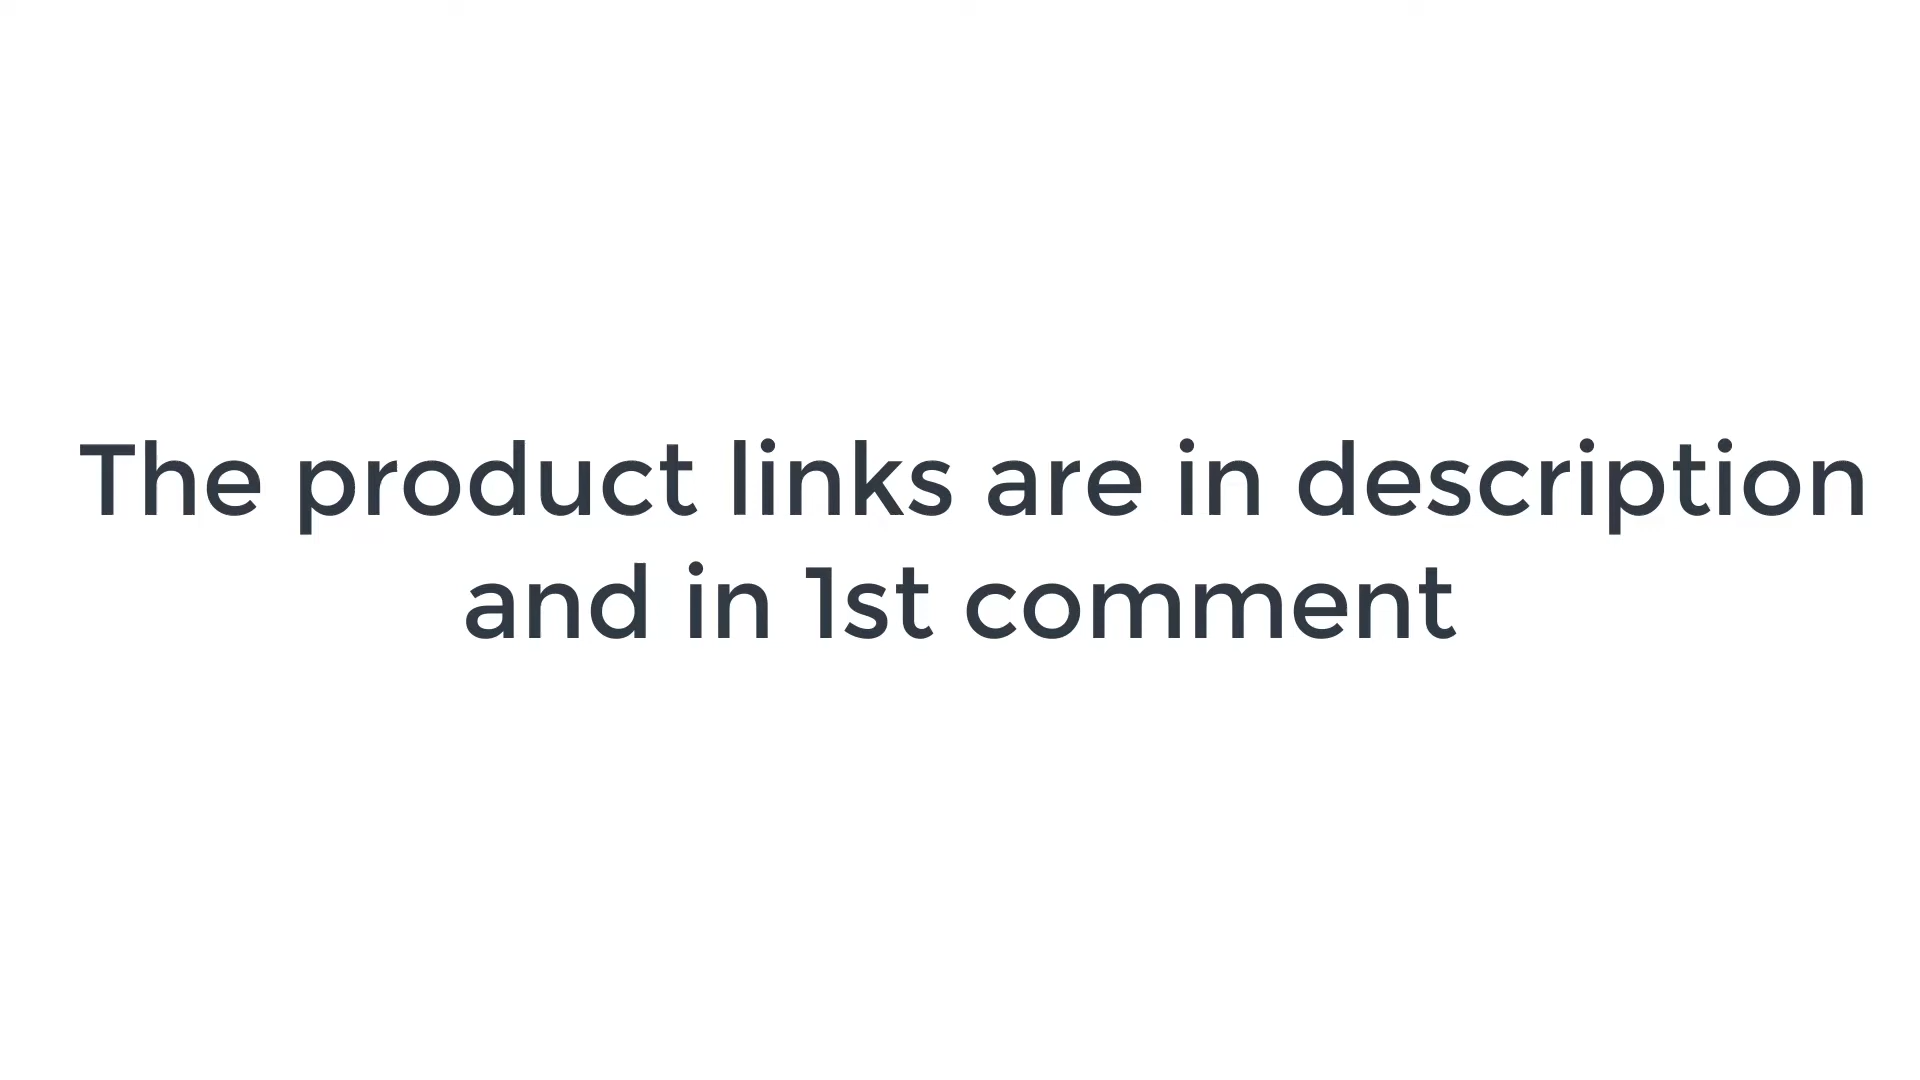 The product links are in description
and in 1st comment